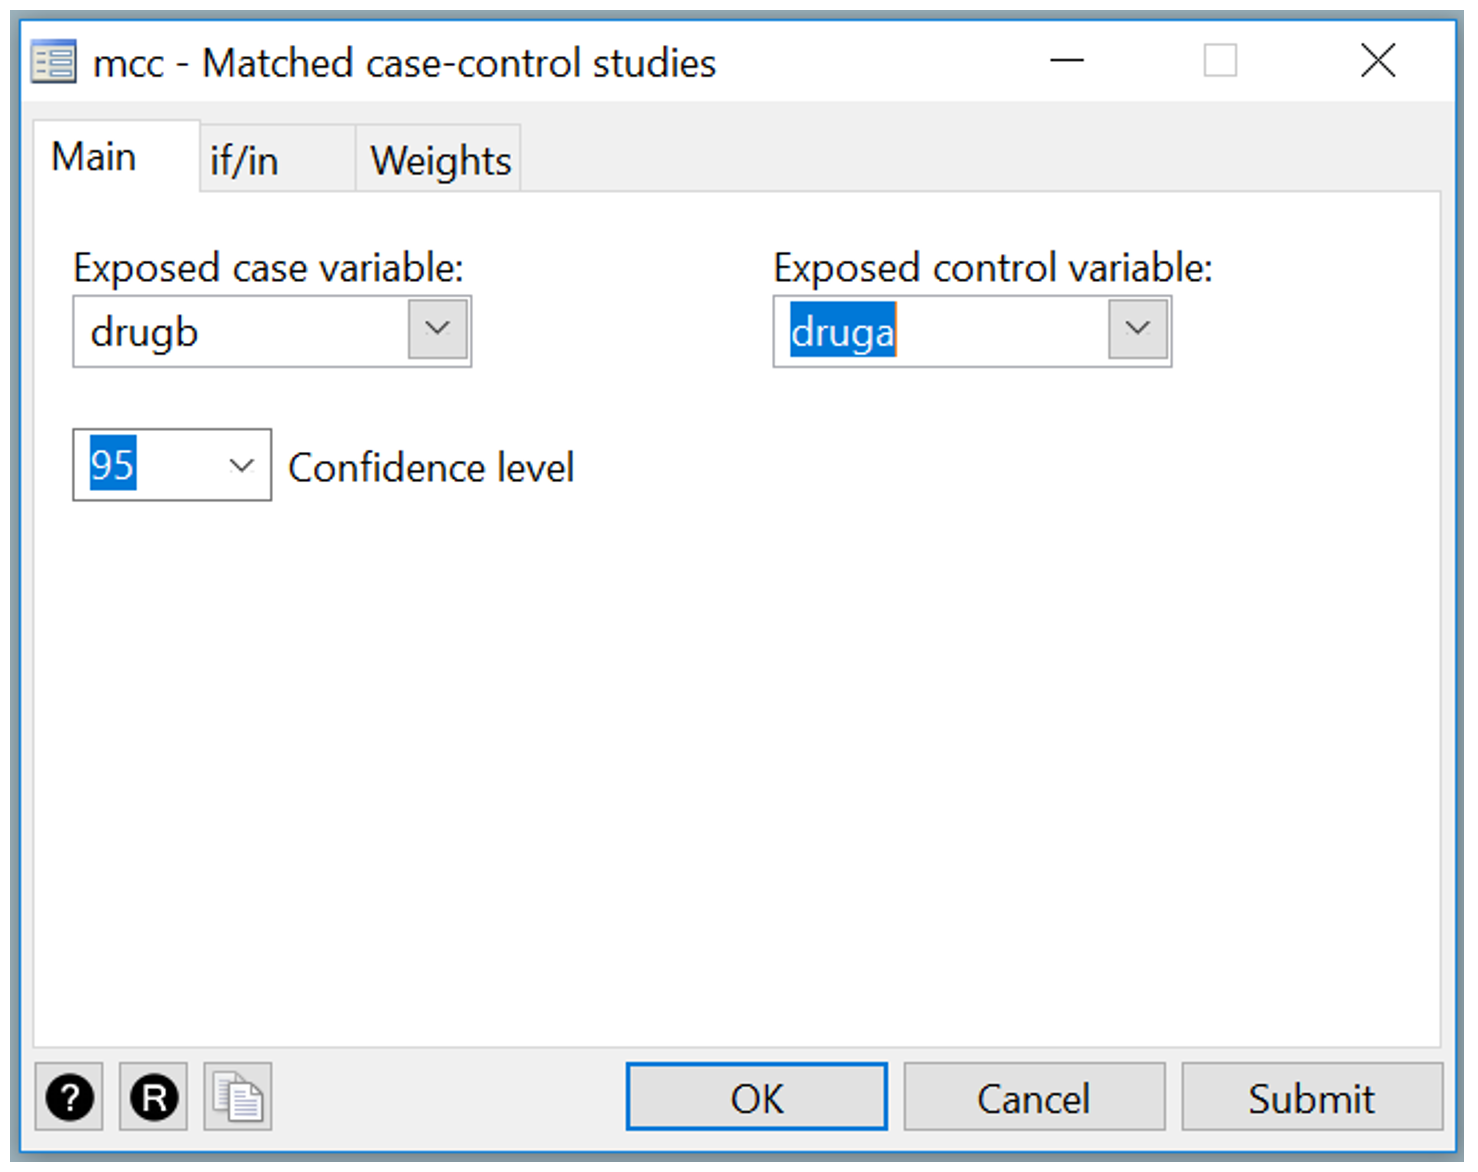 mcc - Matched case-control studies
Main if/in Weights
Exposed case variable: Exposed control variable:
drugb druga
95 Confidence level
? R OK Cancel Submit